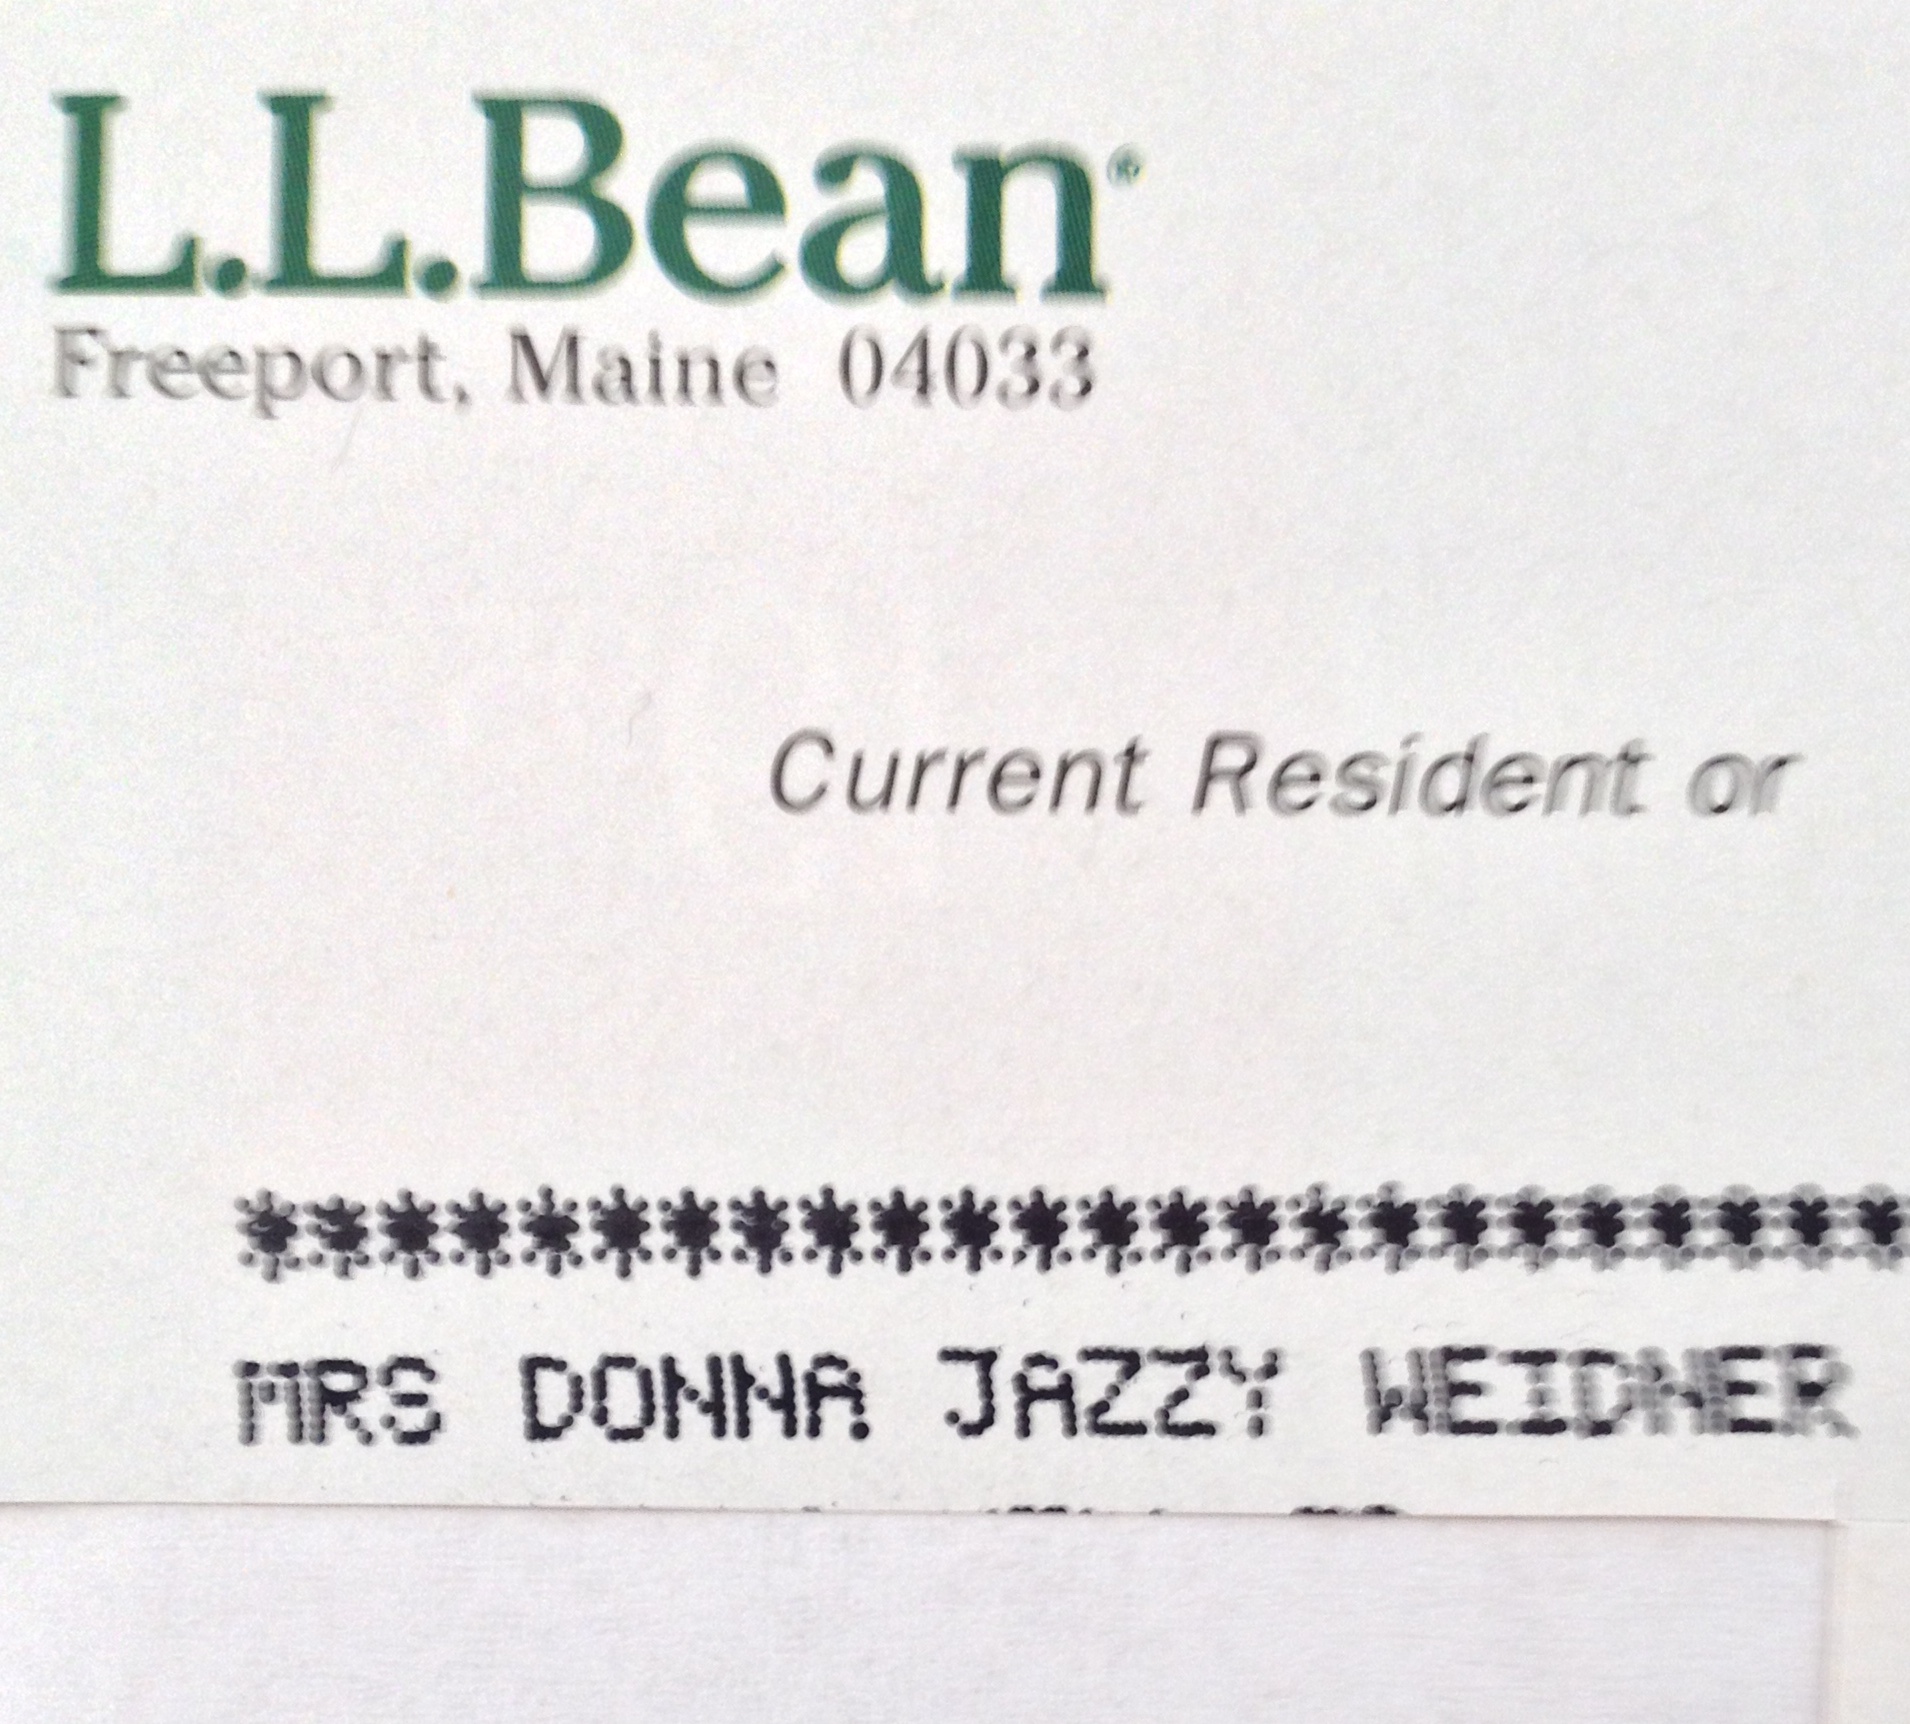 L.L.Bean®
Freeport, Maine 04033
Current Resident or
************************
MRS DONNA JAZZY WEIDNER